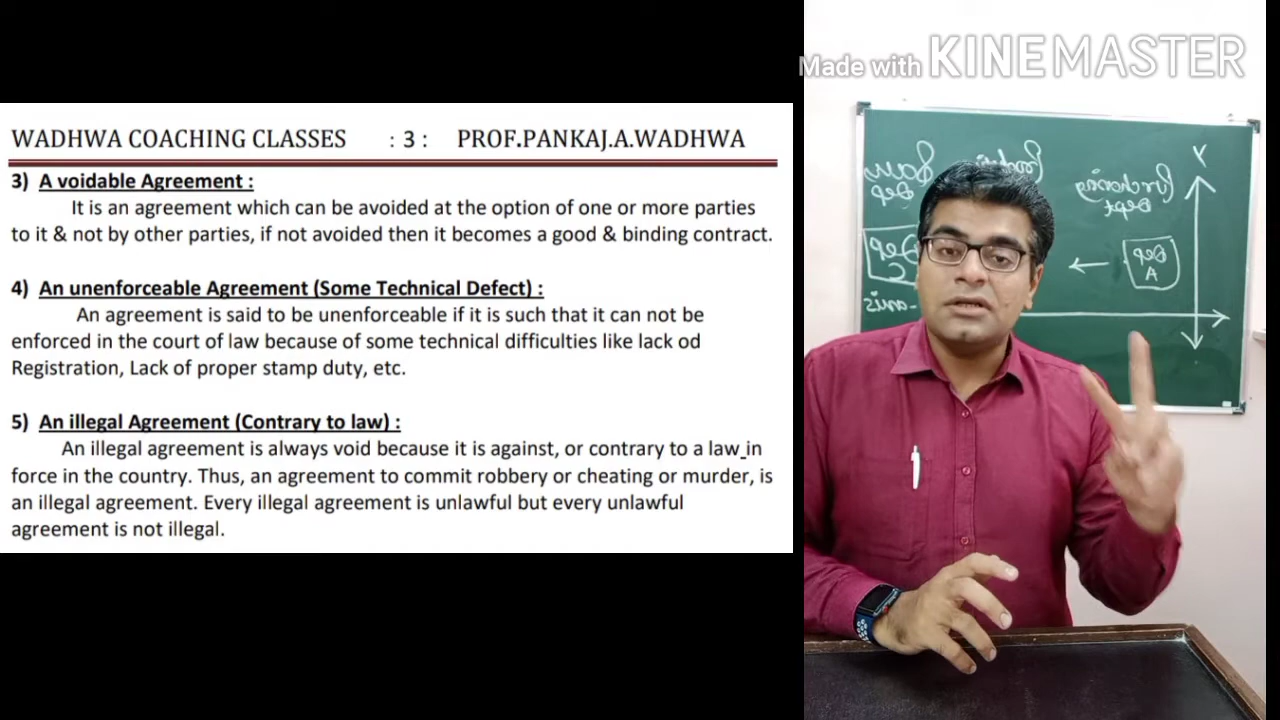 WADHWA COACHING CLASSES : 3 : PROF.PANKAJ.A.WADHWA
3) A voidable Agreement :
It is an agreement which can be avoided at the option of one or more parties
to it & not by other parties, if not avoided then it becomes a good & binding contract.
4) An unenforceable Agreement (Some Technical Defect) :
An agreement is said to be unenforceable if it is such that it can not be
enforced in the court of law because of some technical difficulties like lack od
Registration, Lack of proper stamp duty, etc.
5) An illegal Agreement (Contrary to law) :
An illegal agreement is always void because it is against, or contrary to a law in
force in the country. Thus, an agreement to commit robbery or cheating or murder, is
an illegal agreement. Every illegal agreement is unlawful but every unlawful
agreement is not illegal.
Made with KINEMASTER
Y
Dept
Dep
Dep
A
Dep
C